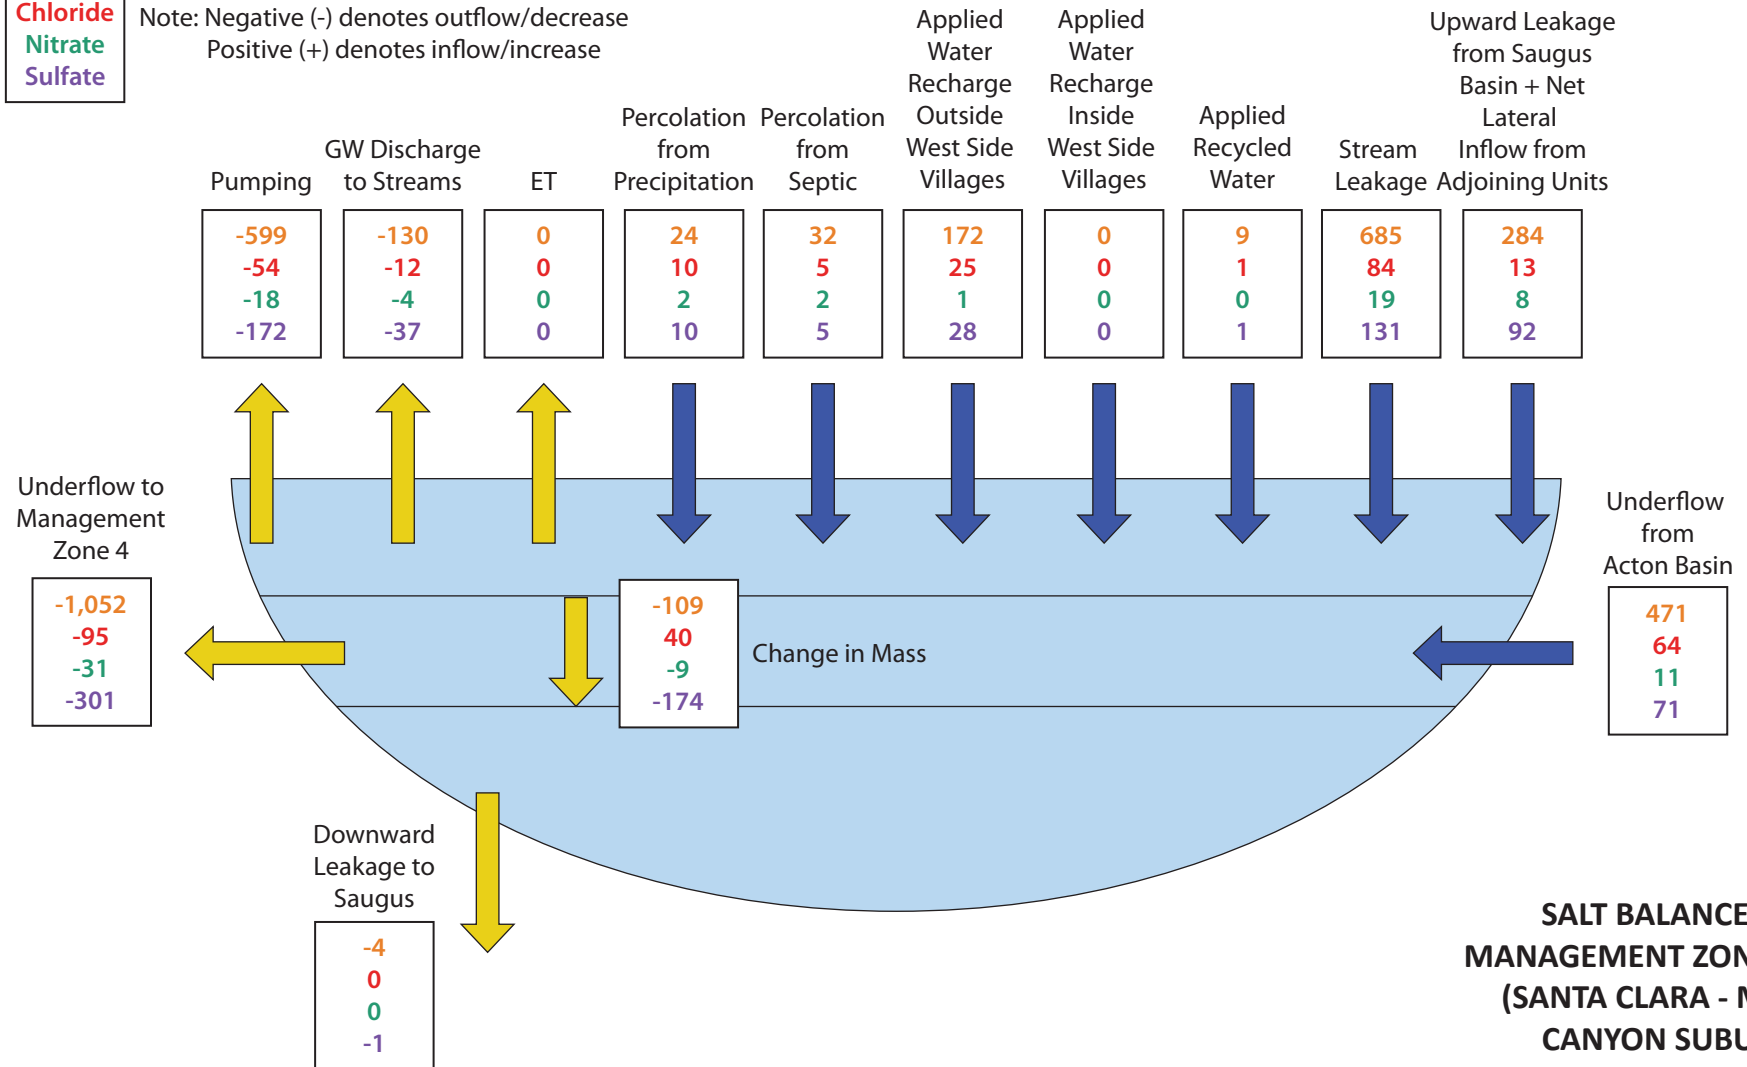 Chloride
Nitrate
Sulfate
Note: Negative (-) denotes outflow/decrease
Positive (+) denotes inflow/increase
Pumping
-599
-54
-18
-172
GW Discharge
to Streams
-130
-12
-4
-37
ET
0
0
0
0
Percolation
from
Precipitation
24
10
2
10
Percolation
from
Septic
32
5
2
5
Applied
Water
Recharge
Outside
West Side
Villages
172
25
1
28
Applied
Water
Recharge
Inside
West Side
Villages
0
0
0
0
Applied
Recycled
Water
9
1
0
1
Stream
Leakage
685
84
19
131
Upward Leakage
from Saugus
Basin + Net
Lateral
Inflow from
Adjoining Units
284
13
8
92
Underflow to
Management
Zone 4
-1,052
-95
-31
-301
-109
40
-9
-174
Change in Mass
Underflow
from
Acton Basin
471
64
11
71
Downward
Leakage to
Saugus
-4
0
0
-1
SALT BALANCE
MANAGEMENT ZON
(SANTA CLARA - M
CANYON SUBU